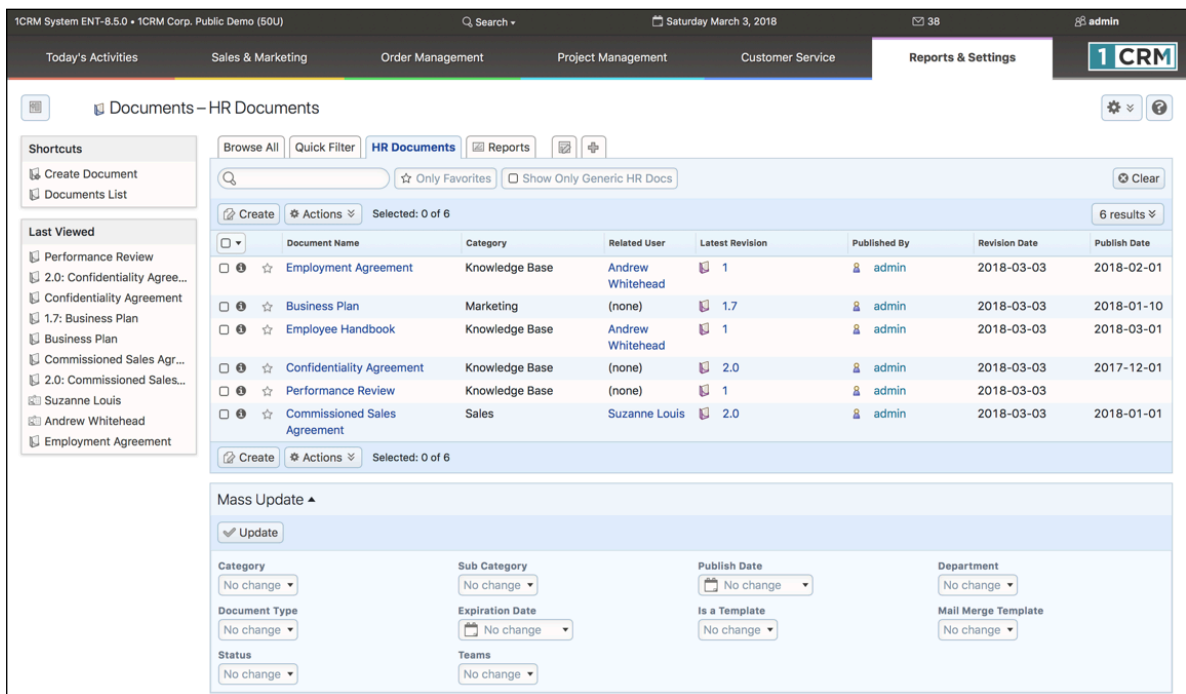 1CRM System ENT-8.5.0 • 1CRM Corp. Public Demo (50U) Search Saturday March 3, 2018 38 admin
Today's Activities Sales & Marketing Order Management Project Management Customer Service Reports & Settings 1 CRM
Documents – HR Documents
Shortcuts
Create Document
Documents List
Last Viewed
Performance Review
2.0: Confidentiality Agree...
Confidentiality Agreement
1.7: Business Plan
Business Plan
Commissioned Sales Agr...
2.0: Commissioned Sales...
Suzanne Louis
Andrew Whitehead
Employment Agreement
Browse All Quick Filter HR Documents Reports
Only Favorites Show Only Generic HR Docs Clear
Create Actions Selected: 0 of 6 6 results
Document Name Category Related User Latest Revision Published By Revision Date Publish Date
Employment Agreement Knowledge Base Andrew 1 admin 2018-03-03 2018-02-01
Whitehead
Business Plan Marketing (none) 1.7 admin 2018-03-03 2018-01-10
Employee Handbook Knowledge Base Andrew 1 admin 2018-03-03 2018-03-01
Whitehead
Confidentiality Agreement Knowledge Base (none) 2.0 admin 2018-03-03 2017-12-01
Performance Review Knowledge Base (none) 1 admin 2018-03-03
Commissioned Sales Sales Suzanne Louis 2.0 admin 2018-03-03 2018-01-01
Agreement
Create Actions Selected: 0 of 6
Mass Update
Update
Category Sub Category Publish Date Department
No change No change No change No change
Document Type Expiration Date Is a Template Mail Merge Template
No change No change No change No change
Status Teams
No change No change